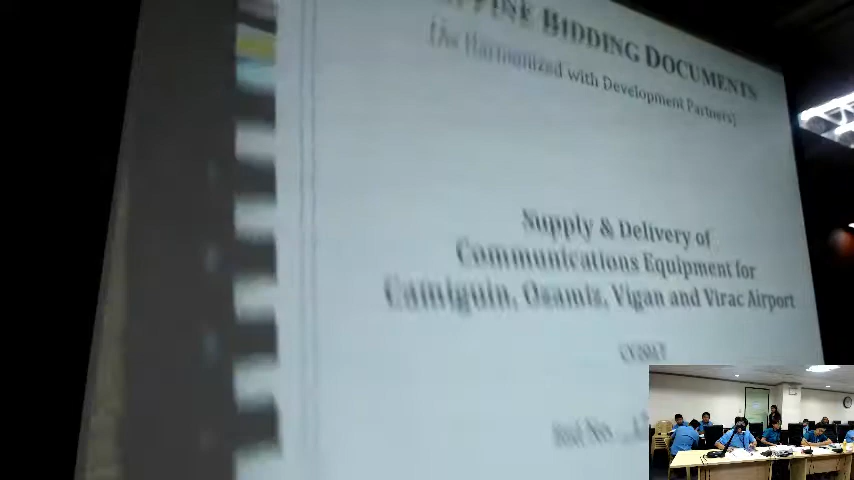 BIDDING DOCUMENTS
(As Harmonized with Development Partners)
Supply & Delivery of
Communications Equipment for
Camiguin, Ozamiz, Vigan and Virac Airport
CY2017